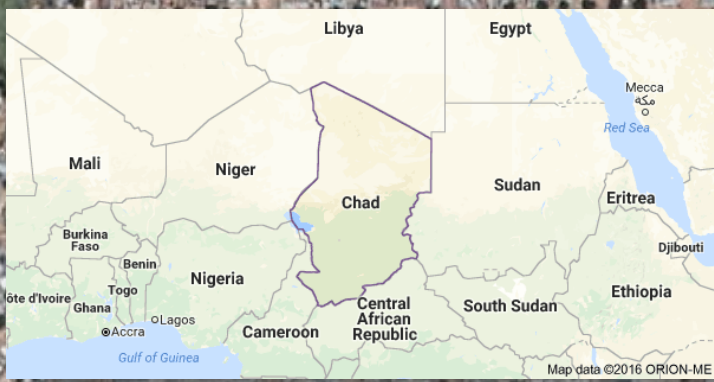 Libya
Egypt
Mecca
مكة
Red Sea
Mali
Niger
Chad
Sudan
Eritrea
Burkina
Faso
Djibouti
Benin
Nigeria
Togo
Ethiopia
ôte d'Ivoire
Ghana
South Sudan
Central
African
Republic
Lagos
Accra
Cameroon
Gulf of Guinea
Map data ©2016 ORION-ME